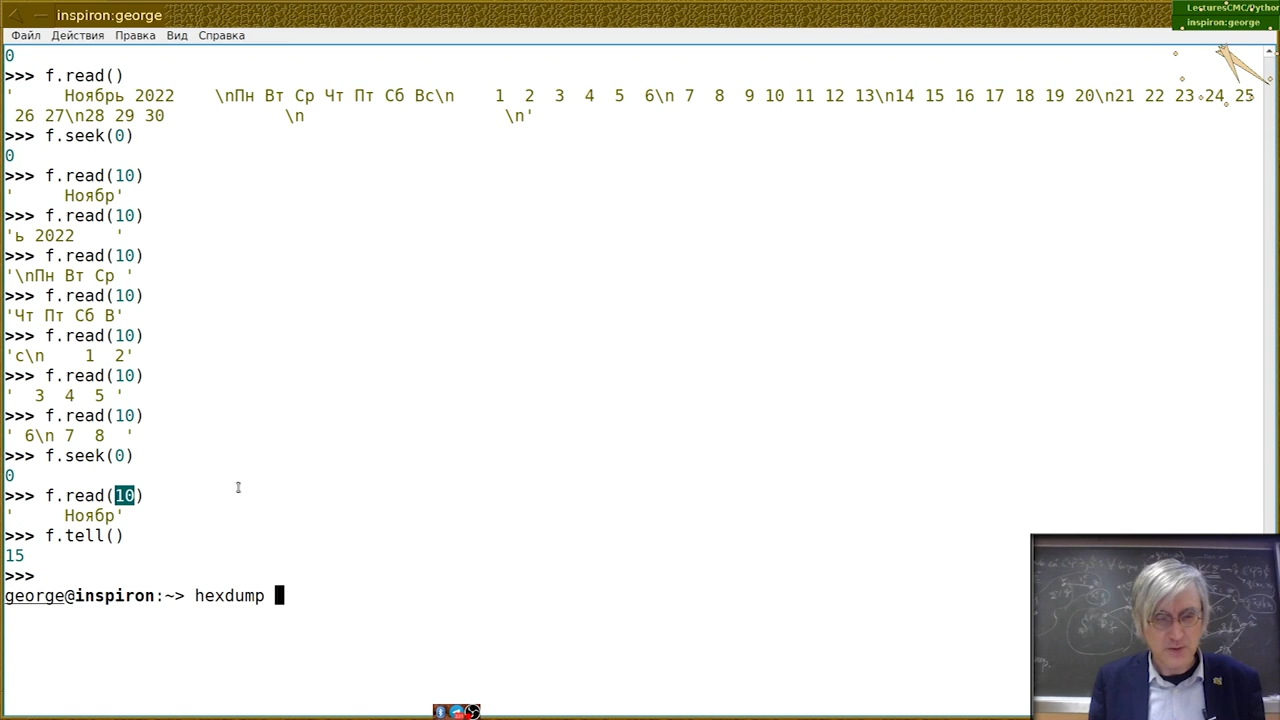 inspiron:george
LecturesCMC/Python
inspiron:george
Файл Действия Правка Вид Справка
0
>>> f.read()
'     Ноябрь 2022    \nПн Вт Ср Чт Пт Сб Вс\n    1  2  3  4  5  6\n 7  8  9 10 11 12 13\n14 15 16 17 18 19 20\n21 22 23 24 25
 26 27\n28 29 30            \n                    \n'
>>> f.seek(0)
0
>>> f.read(10)
'     Ноябр'
>>> f.read(10)
'ь 2022    '
>>> f.read(10)
'\nПн Вт Ср '
>>> f.read(10)
'Чт Пт Сб В'
>>> f.read(10)
'с\n    1  2'
>>> f.read(10)
'  3  4  5 '
>>> f.read(10)
' 6\n 7  8  '
>>> f.seek(0)
0
>>> f.read(10)
'     Ноябр'
>>> f.tell()
15
>>>
george@inspiron:~> hexdump